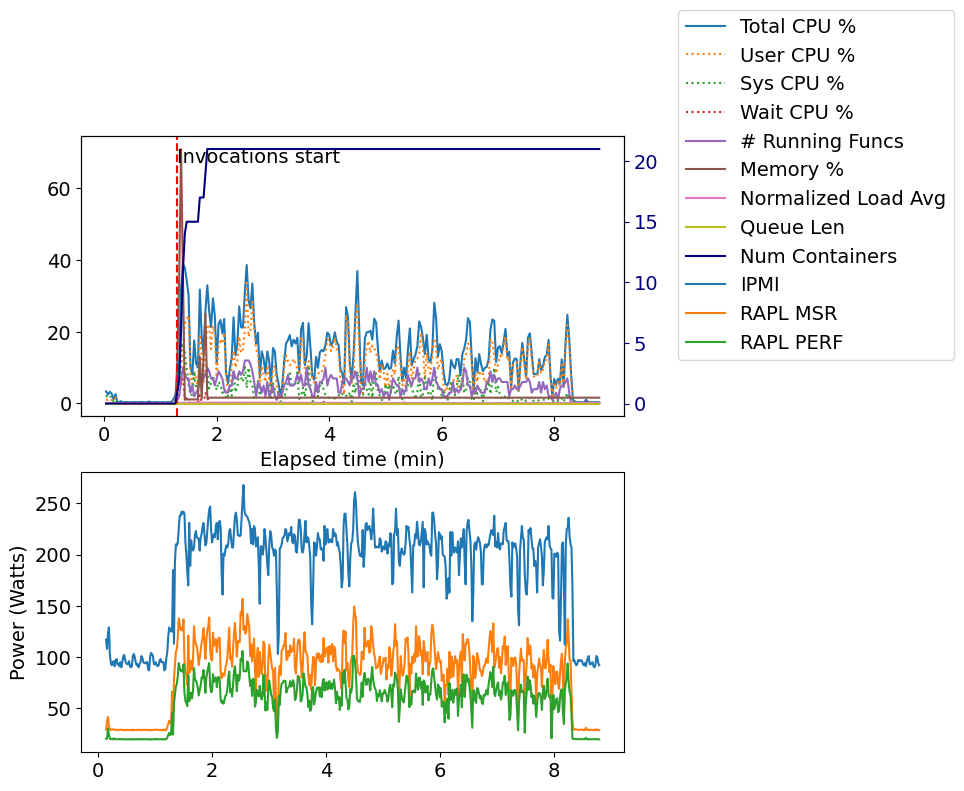 Total CPU %
User CPU %
Sys CPU %
Wait CPU %
# Running Funcs
Memory %
Normalized Load Avg
Queue Len
Num Containers
IPMI
RAPL MSR
RAPL PERF
Invocations start
60
40
20
0
20
15
10
5
0
0 2 4 6 8
Elapsed time (min)
Power (Watts)
250
200
150
100
50
0 2 4 6 8